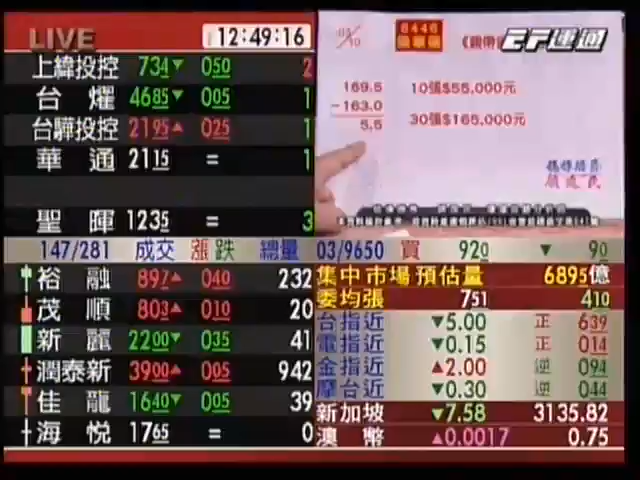 LIVE
12:49:16
上緯投控 734▼ 050 2
台燿 4685▼ 005 1
台驊投控 2195▲ 025 1
華通 2115 = 1
聖暉 1235 = 3
147/281 成交 漲跌 總量
裕融 897▲ 040 232
茂順 803▲ 010 20
新麗 2200▼ 035 41
潤泰新 3900▲ 005 942
佳龍 1640▼ 005 39
海悅 1765 = 0
6446
EF建通
169.5
-163.0
5.5
10張$55,000元
30張$165,000元
03/9650 買 920 ▼ 90
集中市場預估量 6895億
委均張 751 410
台指近 ▼5.00 正 639
電指近 ▼0.15 正 014
金指近 ▲2.00 逆 094
摩台近 ▼0.30 逆 044
新加坡 ▼7.58 3135.82
澳幣 ▲0.0017 0.75